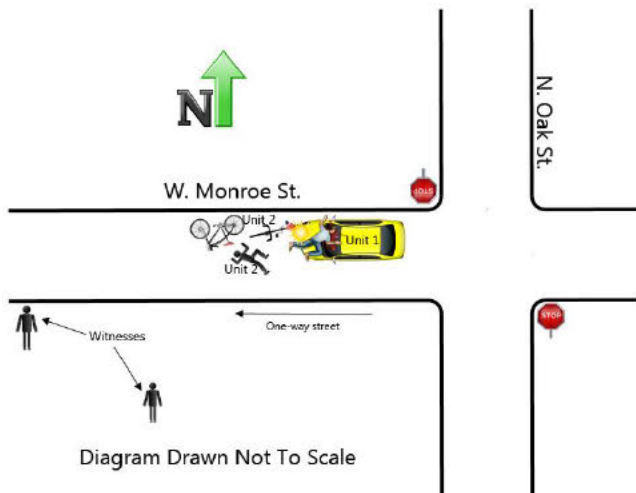 N
N. Oak St.
STOP
W. Monroe St.
Unit 2
Unit 1
Unit 2
One-way street
STOP
Witnesses
Diagram Drawn Not To Scale